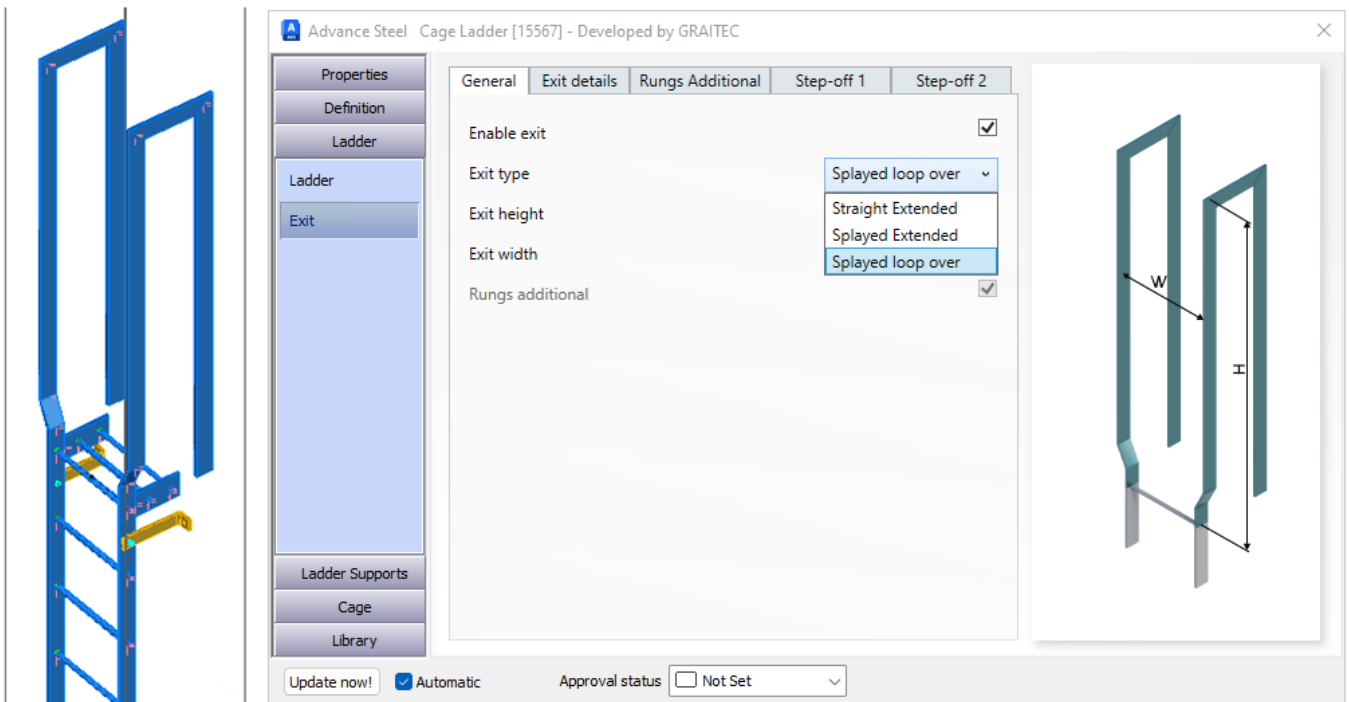 Advance Steel Cage Ladder [15567] - Developed by GRAITEC
Properties
Definition
Ladder
Ladder
Exit
Ladder Supports
Cage
Library
General Exit details Rungs Additional Step-off 1 Step-off 2
Enable exit
Exit type Splayed loop over
Exit height Straight Extended
Splayed Extended
Exit width Splayed loop over
Rungs additional
W
H
Update now! Automatic Approval status Not Set